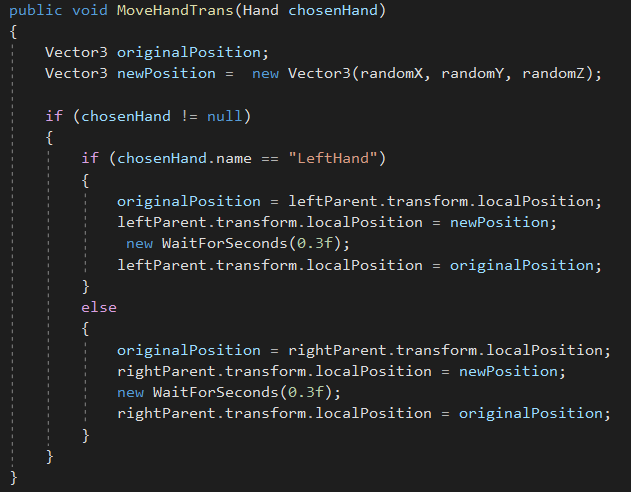 public void MoveHandTrans(Hand chosenHand)
{
Vector3 originalPosition;
Vector3 newPosition =  new Vector3(randomX, randomY, randomZ);
if (chosenHand != null)
{
if (chosenHand.name == "LeftHand")
{
originalPosition = leftParent.transform.localPosition;
leftParent.transform.localPosition = newPosition;
new WaitForSeconds(0.3f);
leftParent.transform.localPosition = originalPosition;
}
else
{
originalPosition = rightParent.transform.localPosition;
rightParent.transform.localPosition = newPosition;
new WaitForSeconds(0.3f);
rightParent.transform.localPosition = originalPosition;
}
}
}